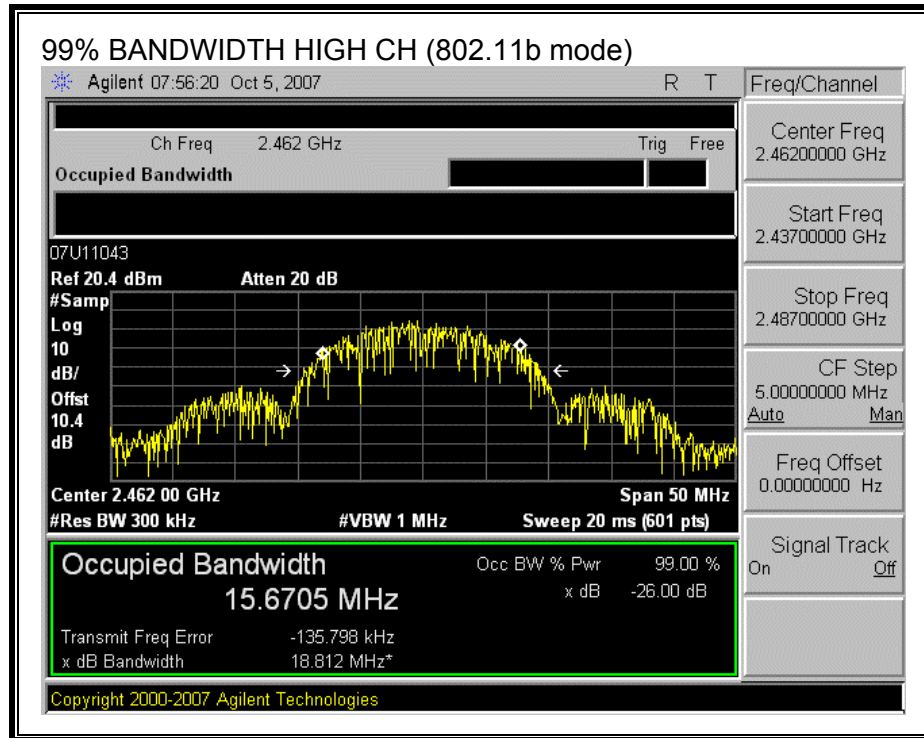 99% BANDWIDTH HIGH CH (802.11b mode)
Agilent 07:56:20 Oct 5, 2007 R T
Freq/Channel
Ch Freq 2.462 GHz Trig Free
Occupied Bandwidth
Center Freq
2.46200000 GHz
Start Freq
2.43700000 GHz
Stop Freq
2.48700000 GHz
CF Step
5.00000000 MHz
Auto Man
Freq Offset
0.00000000 Hz
Signal Track
On Off
07U11043
Ref 20.4 dBm Atten 20 dB
#Samp
Log
10
dB/
Offst
10.4
dB
Center 2.462 00 GHz Span 50 MHz
#Res BW 300 kHz #VBW 1 MHz Sweep 20 ms (601 pts)
Occupied Bandwidth Occ BW % Pwr 99.00 %
15.6705 MHz x dB -26.00 dB
Transmit Freq Error -135.798 kHz
x dB Bandwidth 18.812 MHz*
Copyright 2000-2007 Agilent Technologies